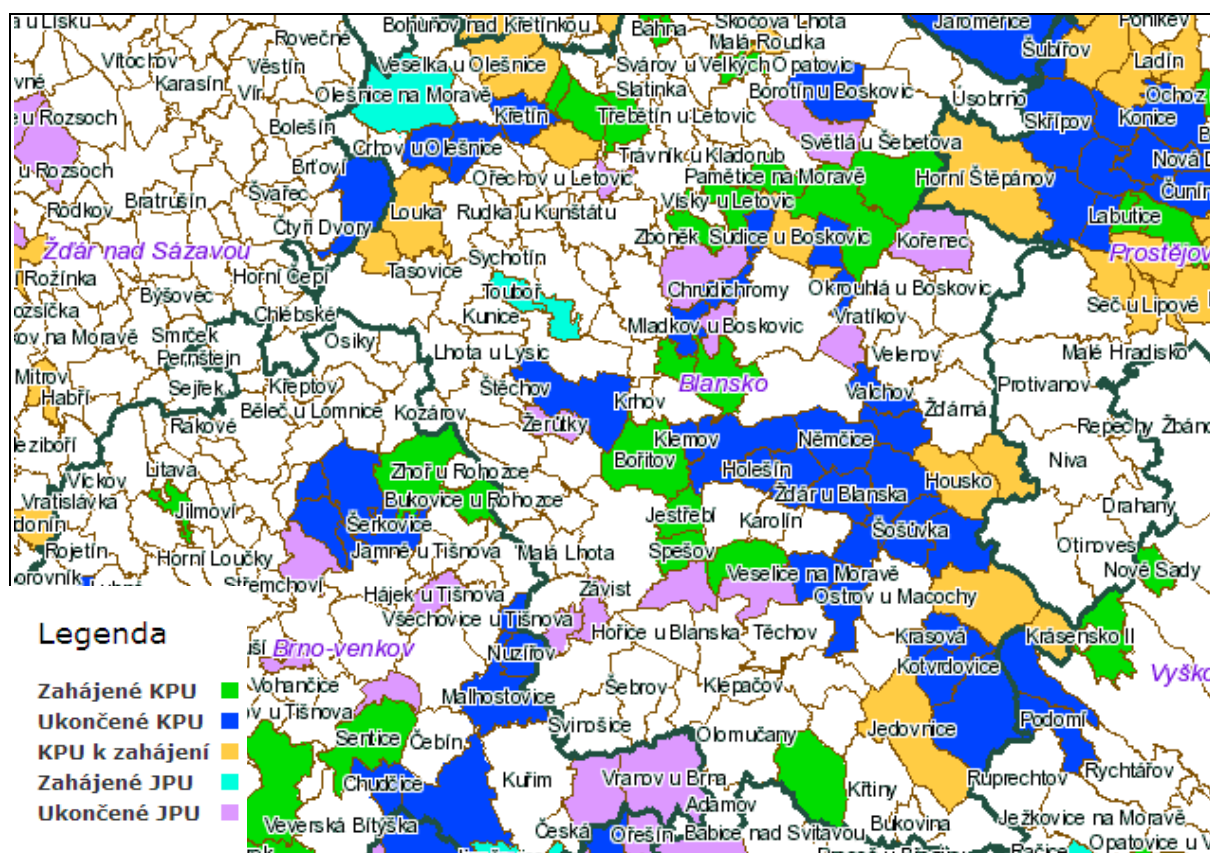 Bohuňov nad Křetínkou
Skočova Lhota
Jaroměřice
Ponikev
Rovečné
Bahna
Malá Roudka
Šubířov
Vítochov
Věstín
Veselka u Olešnice
Svárov u Velkých Opatovic
Ladín
Karasín
Vír
Olešnice na Moravě
Slatinka
Borotín u Boskovic
Úsobrno
Ochoz
e u Rozsoch
Křetín
Třebětín u Letovic
Skřípov
Konice
Bolešín
Crhov u Olešnice
Světlá u Šebetova
u Rozsoch
Brťoví
Trávník u Kladorub
Nová D
Švařec
Ořechov u Letovic
Pamětice na Moravě
Horní Štěpánov
Čunín
Rodkov
Bratrušín
Louka
Rudka u Kunštátu
Vísky u Letovic
Labutice
Čtyři Dvory
Zboněk
Sudice u Boskovic
Kořenec
Žďár nad Sázavou
Sychotín
Prostějov
Rožínka
Horní Čepí
Tasovice
Chrudichromy
Okrouhlá u Boskovic
Býšovec
Touboř
Seč u Lipové
Chlébské
Kunice
Mladkov u Boskovic
Vratíkov
kov na Moravě
Smrček
Osiky
Lhota u Lysic
Velenov
Malé Hradisko
Pernštejn
Mitrov
Sejřek
Křeptov
Štěchov
Blansko
Valchov
Protivanov
Habří
Běleč u Lomnice
Kozárov
Krhov
Žďárná
Rakové
Žerůtky
Klemov
Němčice
Repechy
Meziboří
Litava
Zhoř u Rohozce
Bořitov
Holešín
Housko
Niva
Víckov
Vratislávka
Bukovice u Rohozce
Žďár u Blanska
Drahany
Jilmoví
Jestřebí
Karolín
Šošůvka
Šerkovice
Rojetín
Horní Loučky
Jamné u Tišnova
Malá Lhota
Spešov
Otinoves
Střemchoví
Hájek u Tišnova
Závist
Veselice na Moravě
Nové Sady
Ostrov u Macochy
Všechovice u Tišnova
Hořice u Blanska
Těchov
Krasová
Krásensko II
Legenda
Brno-venkov
Nuzířov
Kotvrdovice
Vyško
Zahájené KPU
Vohančice
Malhostovice
Šebrov
Klepačov
Ukončené KPU
ov u Tišnova
Svirošice
Jedovnice
Podomí
KPU k zahájení
Sentice
Čebín
Olomučany
Zahájené JPU
Chudčice
Kuřim
Vranov u Brna
Křtiny
Ruprechtov
Rychtářov
Ukončené JPU
Adamov
Veverská Bítýška
Česká
Ořešín
Babice nad Svitavou
Bukovina
Ježkovice na Moravě
Račice
Opatovice u V